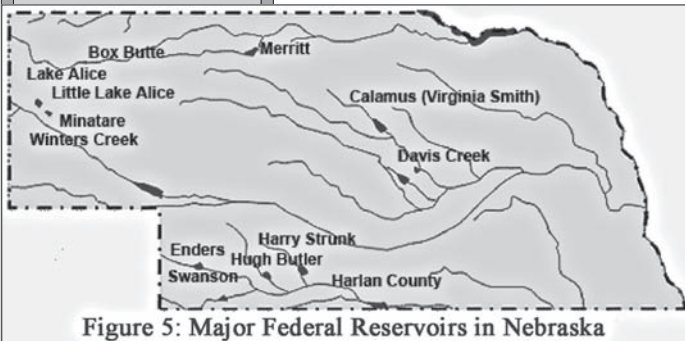 Box Butte
Merritt
Lake Alice
Little Lake Alice
Calamus (Virginia Smith)
Minatare
Winters Creek
Davis Creek
Harry Strunk
Enders
Hugh Butler
Swanson
Harlan County
Figure 5: Major Federal Reservoirs in Nebraska